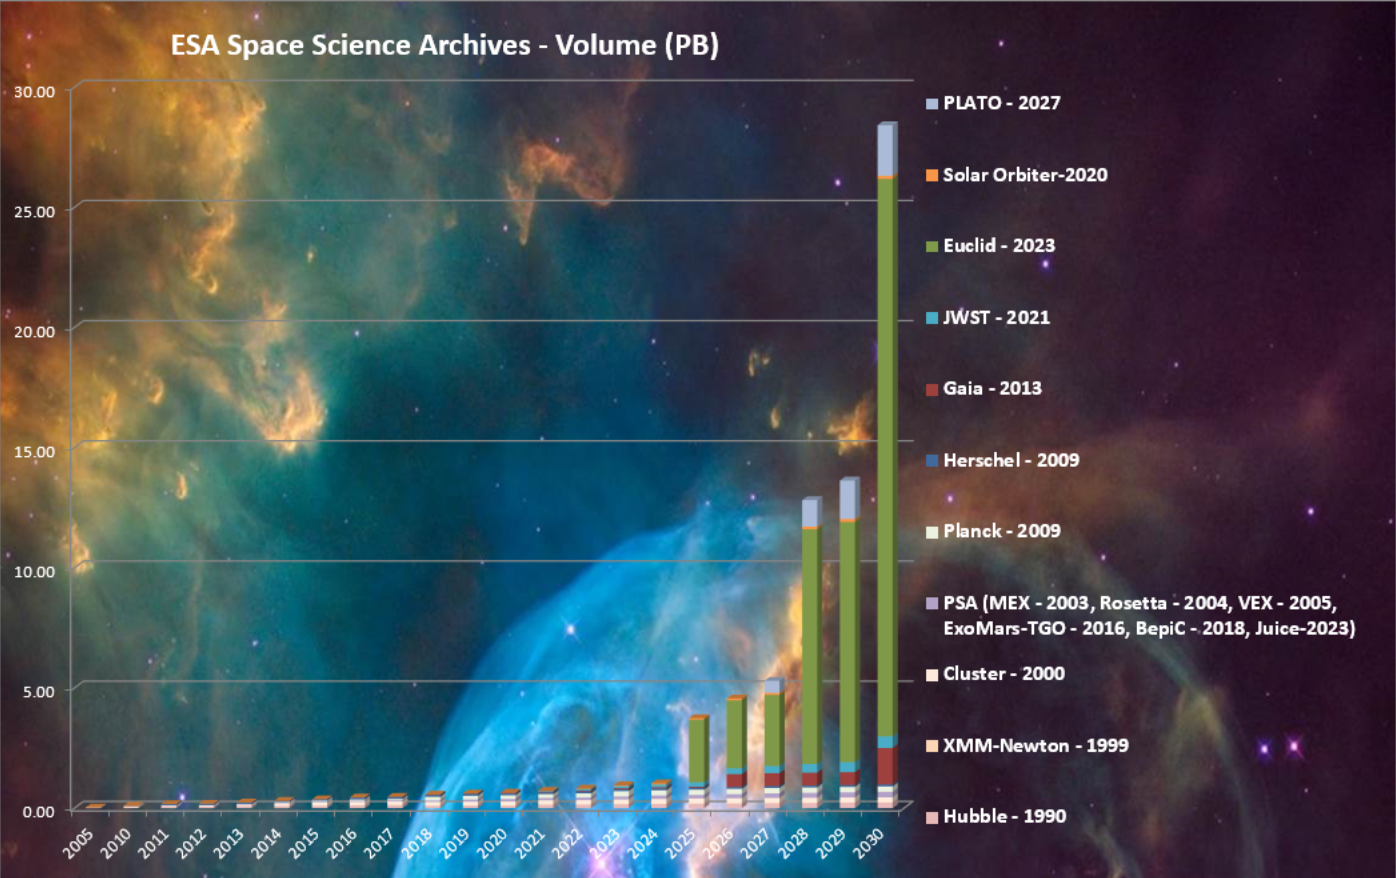 ESA Space Science Archives - Volume (PB)
30.00
25.00
20.00
15.00
10.00
5.00
0.00
2005
2010
2011
2012
2013
2014
2015
2016
2017
2018
2019
2020
2021
2022
2023
2024
2025
2026
2027
2028
2029
2030
PLATO - 2027
Solar Orbiter-2020
Euclid - 2023
JWST - 2021
Gaia - 2013
Herschel - 2009
Planck - 2009
PSA (MEX - 2003, Rosetta - 2004, VEX - 2005,
ExoMars-TGO - 2016, BepiC - 2018, Juice-2023)
Cluster - 2000
XMM-Newton - 1999
Hubble - 1990